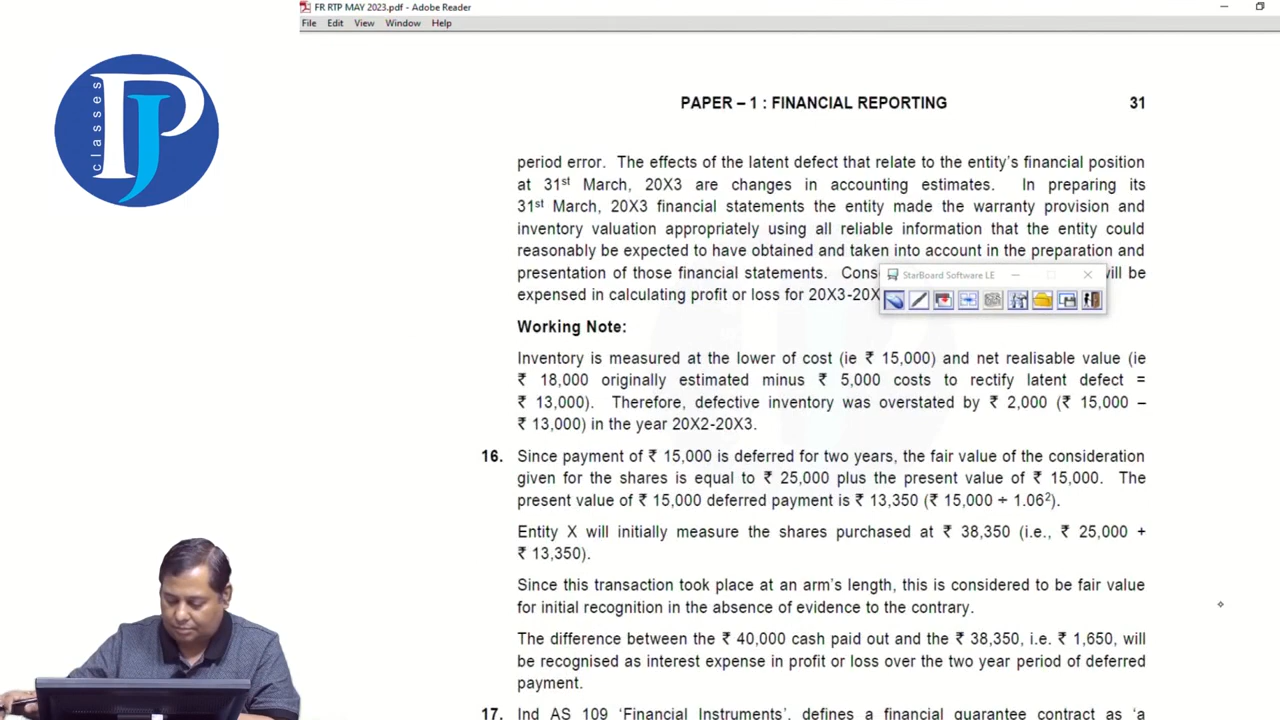 FR RTP MAY 2023.pdf - Adobe Reader
File Edit View Window Help
classes
PJ
PAPER – 1 : FINANCIAL REPORTING 31
period error. The effects of the latent defect that relate to the entity's financial position
at 31st March, 20X3 are changes in accounting estimates. In preparing its
31st March, 20X3 financial statements the entity made the warranty provision and
inventory valuation appropriately using all reliable information that the entity could
reasonably be expected to have obtained and taken into account in the preparation and
presentation of those financial statements. Cons will be
expensed in calculating profit or loss for 20X3-20X
StarBoard Software LE
Working Note:
Inventory is measured at the lower of cost (ie ₹ 15,000) and net realisable value (ie
₹ 18,000 originally estimated minus ₹ 5,000 costs to rectify latent defect =
₹ 13,000). Therefore, defective inventory was overstated by ₹ 2,000 (₹ 15,000 –
₹ 13,000) in the year 20X2-20X3.
16. Since payment of ₹ 15,000 is deferred for two years, the fair value of the consideration
given for the shares is equal to ₹ 25,000 plus the present value of ₹ 15,000. The
present value of ₹ 15,000 deferred payment is ₹ 13,350 (₹ 15,000 ÷ 1.06²).
Entity X will initially measure the shares purchased at ₹ 38,350 (i.e., ₹ 25,000 +
₹ 13,350).
Since this transaction took place at an arm's length, this is considered to be fair value
for initial recognition in the absence of evidence to the contrary.
The difference between the ₹ 40,000 cash paid out and the ₹ 38,350, i.e. ₹ 1,650, will
be recognised as interest expense in profit or loss over the two year period of deferred
payment.
17. Ind AS 109 'Financial Instruments', defines a financial guarantee contract as 'a